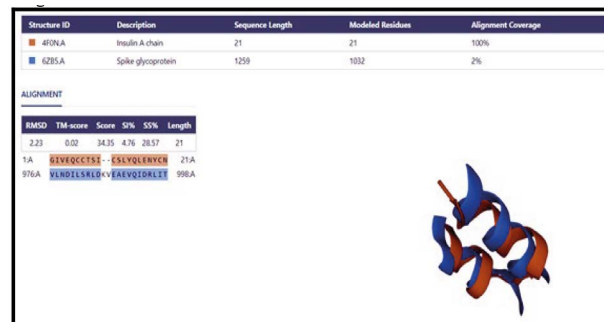 Structure ID Description Sequence Length Modeled Residues Alignment Coverage
4F0N.A Insulin A chain 21 21 100%
6ZB5.A Spike glycoprotein 1259 1032 2%
ALIGNMENT
RMSD TM-score Score SI% SS% Length
2.23 0.02 34.35 4.76 28.57 21
1:A GIVEQCCTSI--CSLYQLENYCN 21:A
976:A VLNDILSRLDKVEAEVQIDRLIT 998:A